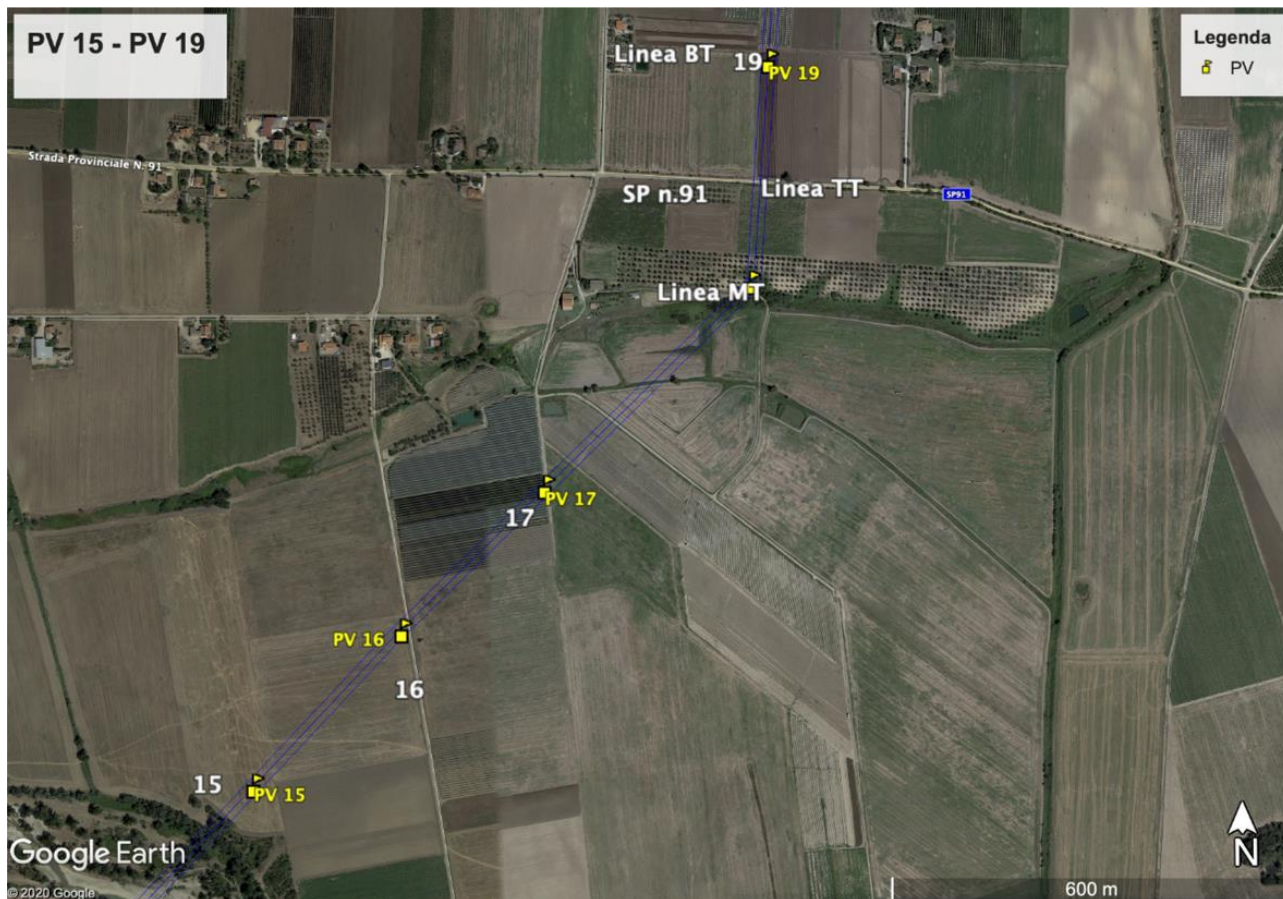 PV 15 - PV 19
Legenda
PV
Linea BT
19
PV 19
Strada Provinciale N. 91
SP n.91
Linea TT
SP91
Linea MT
PV 17
17
PV 16
16
15
PV 15
Google Earth
N
© 2020 Google
600 m